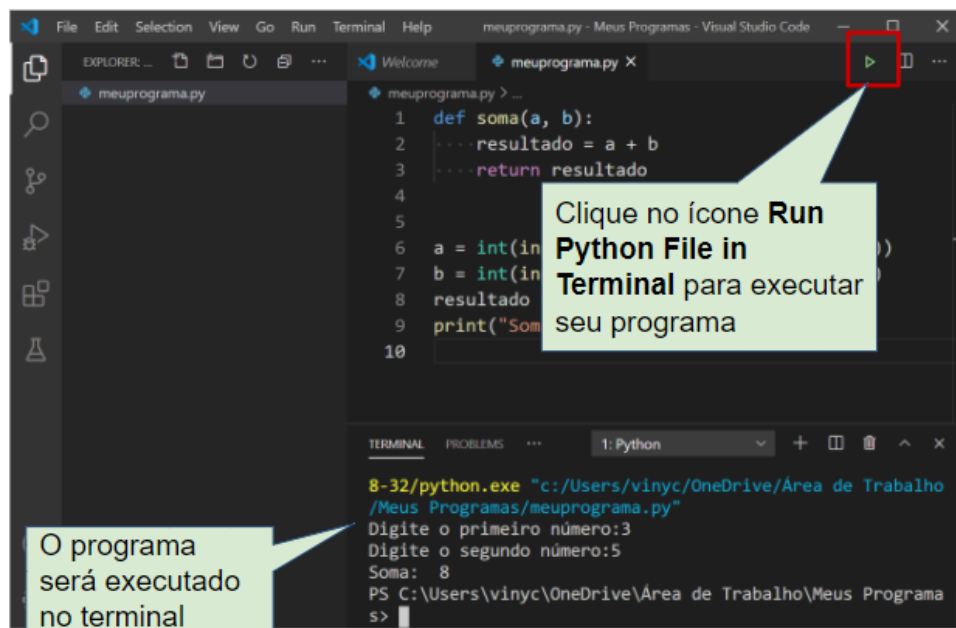 File Edit Selection View Go Run Terminal Help meuprograma.py - Meus Programas - Visual Studio Code
EXPLORER: ...
meuprograma.py
Welcome meuprograma.py
meuprograma.py > ...
1 def soma(a, b):
2 ····resultado = a + b
3 ····return resultado
4
5
6 a = int(in ))
7 b = int(in
8 resultado
9 print("Som
10
Clique no ícone Run
Python File in
Terminal para executar
seu programa
TERMINAL PROBLEMS ··· 1: Python
8-32/python.exe "c:/Users/vinyc/OneDrive/Área de Trabalho
/Meus Programas/meuprograma.py"
Digite o primeiro número:3
Digite o segundo número:5
Soma: 8
PS C:\Users\vinyc\OneDrive\Área de Trabalho\Meus Programa
s>
O programa
será executado
no terminal